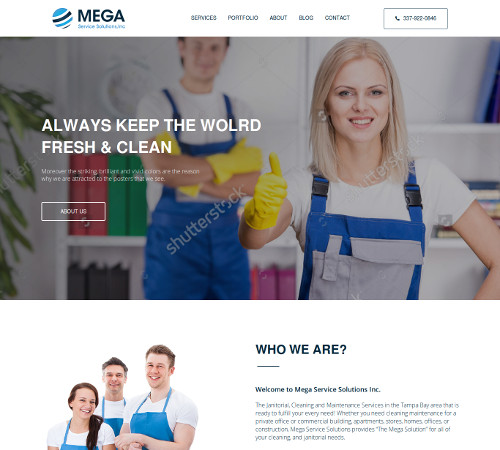 MEGA
Service Solutions,Inc.
SERVICES PORTFOLIO ABOUT BLOG CONTACT
337-922-0846
ALWAYS KEEP THE WOLRD
FRESH & CLEAN
Moreover the striking, brilliant and vivid colors are the reason
why we are attracted to the posters that we see.
ABOUT US
shutterstock
WHO WE ARE?
Welcome to Mega Service Solutions Inc.
The Janitorial, Cleaning and Maintenance Services in the Tampa Bay area that is
ready to fulfill your every need! Whether you need cleaning maintenance for a
private office or commercial building, apartments, stores, homes, offices, or
construction, Mega Service Solutions provides “The Mega Solution” for all of
your cleaning, and janitorial needs.